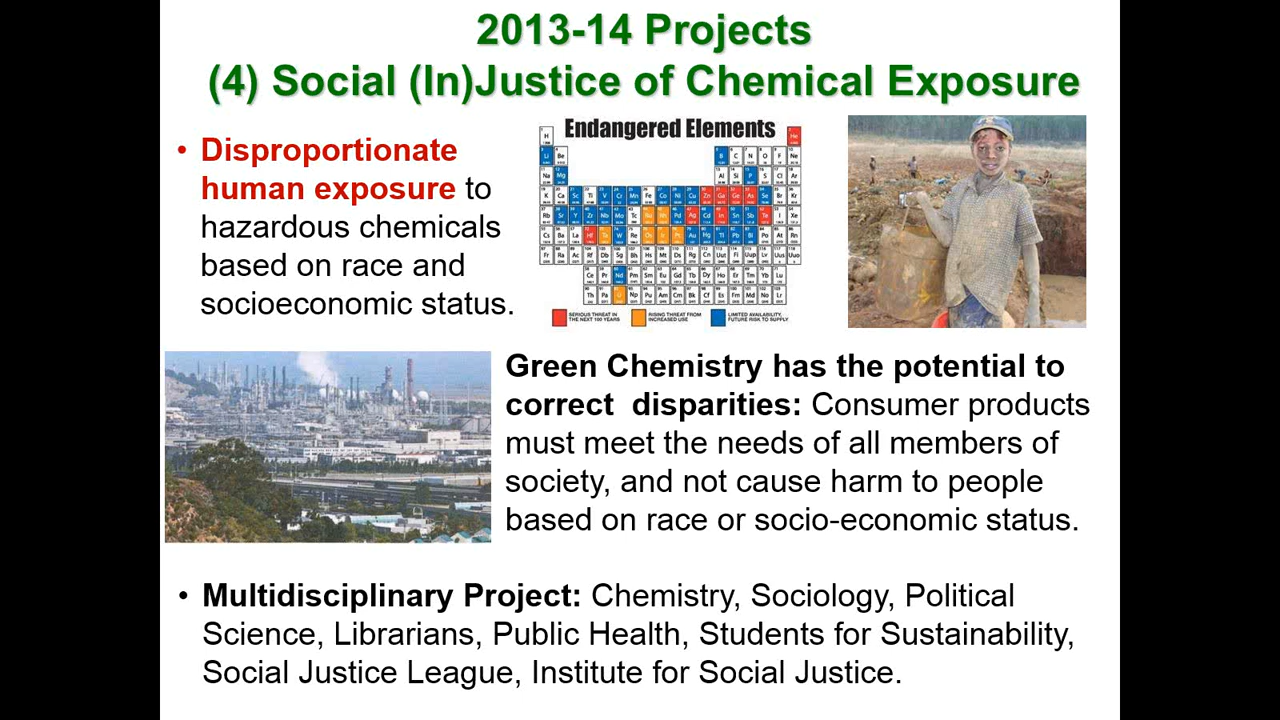 2013-14 Projects
(4) Social (In)Justice of Chemical Exposure
• Disproportionate
human exposure to
hazardous chemicals
based on race and
socioeconomic status.
Endangered Elements
SERIOUS THREAT IN
THE NEXT 100 YEARS
RISING THREAT FROM
INCREASED USE
LIMITED AVAILABILITY,
FUTURE RISK TO SUPPLY
Green Chemistry has the potential to
correct  disparities: Consumer products
must meet the needs of all members of
society, and not cause harm to people
based on race or socio-economic status.
• Multidisciplinary Project: Chemistry, Sociology, Political
Science, Librarians, Public Health, Students for Sustainability,
Social Justice League, Institute for Social Justice.